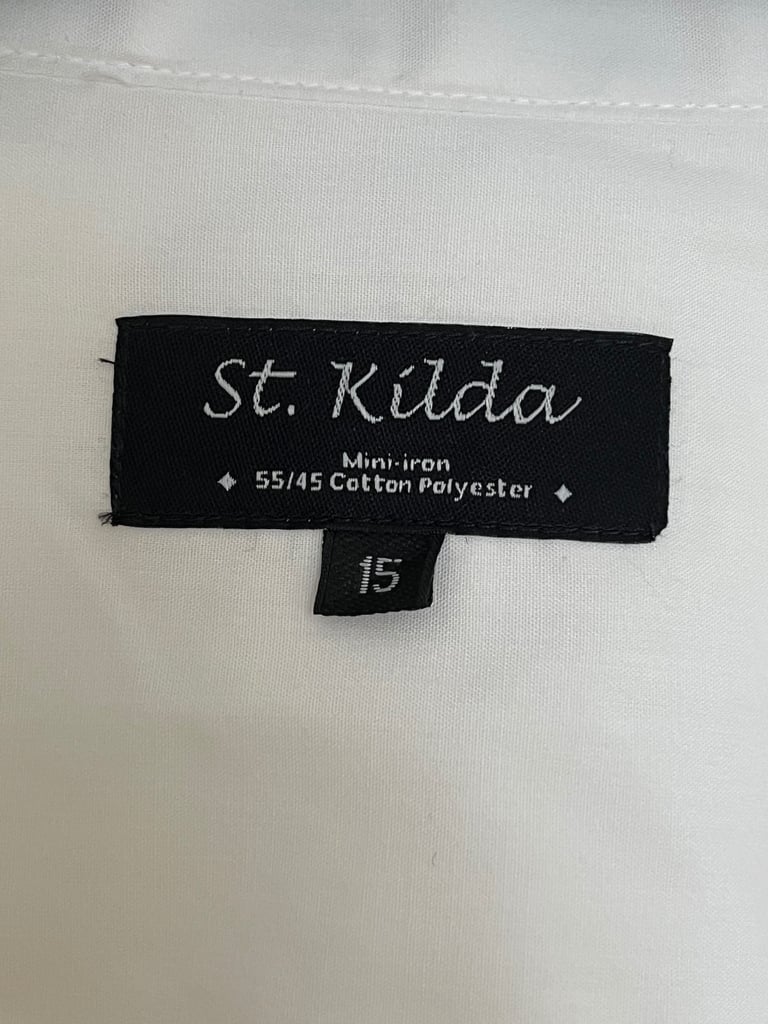 St. Kilda
Mini-iron
55/45 Cotton Polyester
15